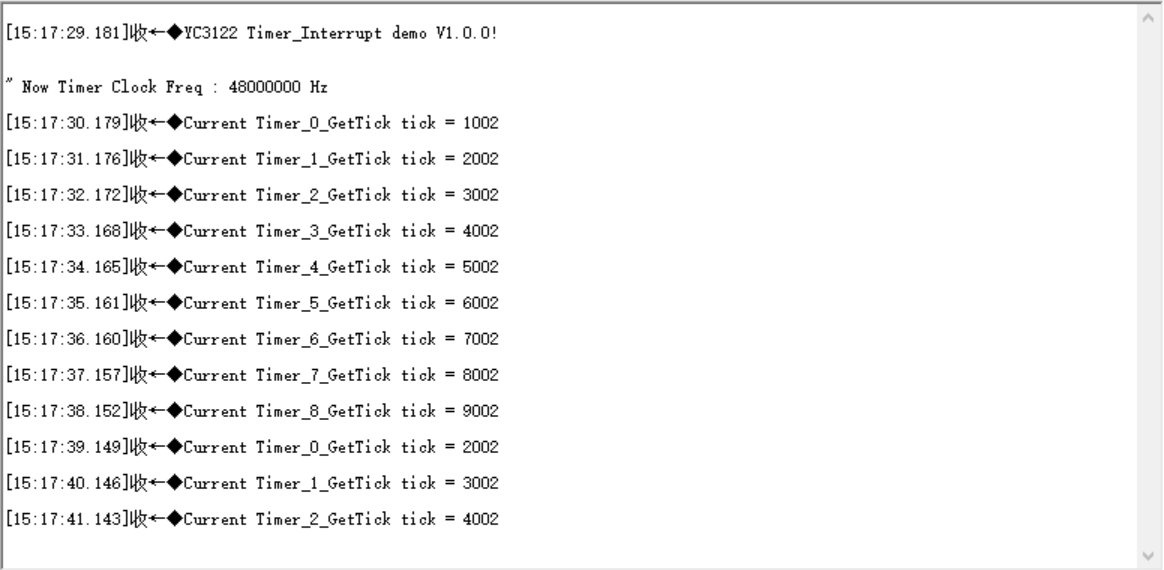 [15:17:29.181]收←◆YC3122 Timer_Interrupt demo V1.0.0!
" Now Timer Clock Freq : 48000000 Hz
[15:17:30.179]收←◆Current Timer_0_GetTick tick = 1002
[15:17:31.176]收←◆Current Timer_1_GetTick tick = 2002
[15:17:32.172]收←◆Current Timer_2_GetTick tick = 3002
[15:17:33.168]收←◆Current Timer_3_GetTick tick = 4002
[15:17:34.165]收←◆Current Timer_4_GetTick tick = 5002
[15:17:35.161]收←◆Current Timer_5_GetTick tick = 6002
[15:17:36.160]收←◆Current Timer_6_GetTick tick = 7002
[15:17:37.157]收←◆Current Timer_7_GetTick tick = 8002
[15:17:38.152]收←◆Current Timer_8_GetTick tick = 9002
[15:17:39.149]收←◆Current Timer_0_GetTick tick = 2002
[15:17:40.146]收←◆Current Timer_1_GetTick tick = 3002
[15:17:41.143]收←◆Current Timer_2_GetTick tick = 4002